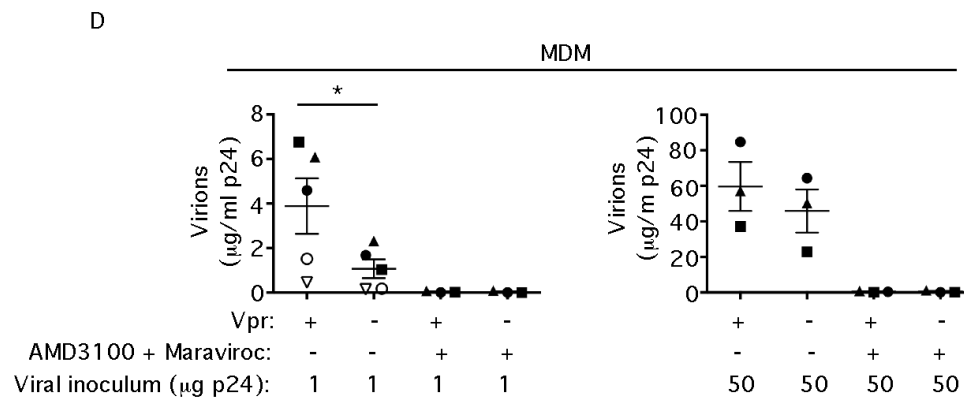 D
MDM
*
8
6
4
2
0
Virions
(μg/ml p24)
100
80
60
40
20
0
Virions
(μg/m p24)
Vpr: + - + - + - + -
AMD3100 + Maraviroc: - - + + - - + +
Viral inoculum (μg p24): 1 1 1 1 50 50 50 50